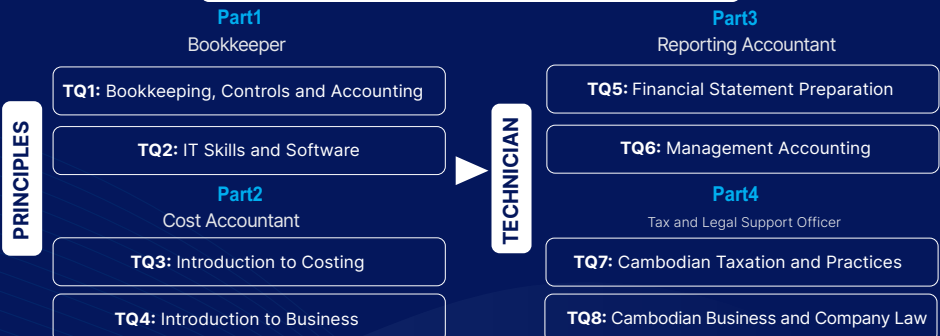 PRINCIPLES
Part1
Bookkeeper
TQ1: Bookkeeping, Controls and Accounting
TQ2: IT Skills and Software
Part2
Cost Accountant
TQ3: Introduction to Costing
TQ4: Introduction to Business
TECHNICIAN
Part3
Reporting Accountant
TQ5: Financial Statement Preparation
TQ6: Management Accounting
Part4
Tax and Legal Support Officer
TQ7: Cambodian Taxation and Practices
TQ8: Cambodian Business and Company Law